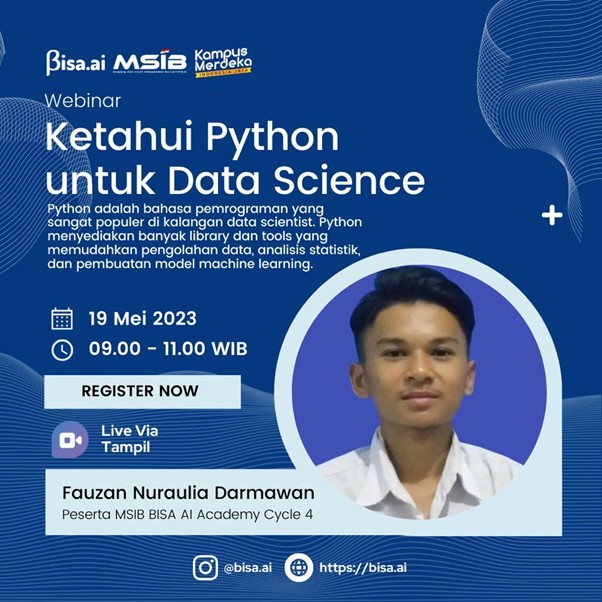 Bisa.ai MSIB Kampus
Merdeka
INDONESIA JAYA
Webinar
Ketahui Python
untuk Data Science
Python adalah bahasa pemrograman yang
sangat populer di kalangan data scientist. Python
menyediakan banyak library dan tools yang
memudahkan pengolahan data, analisis statistik,
dan pembuatan model machine learning.
19 Mei 2023
09.00 - 11.00 WIB
REGISTER NOW
Live Via
Tampil
Fauzan Nuraulia Darmawan
Peserta MSIB BISA AI Academy Cycle 4
@bisa.ai https://bisa.ai